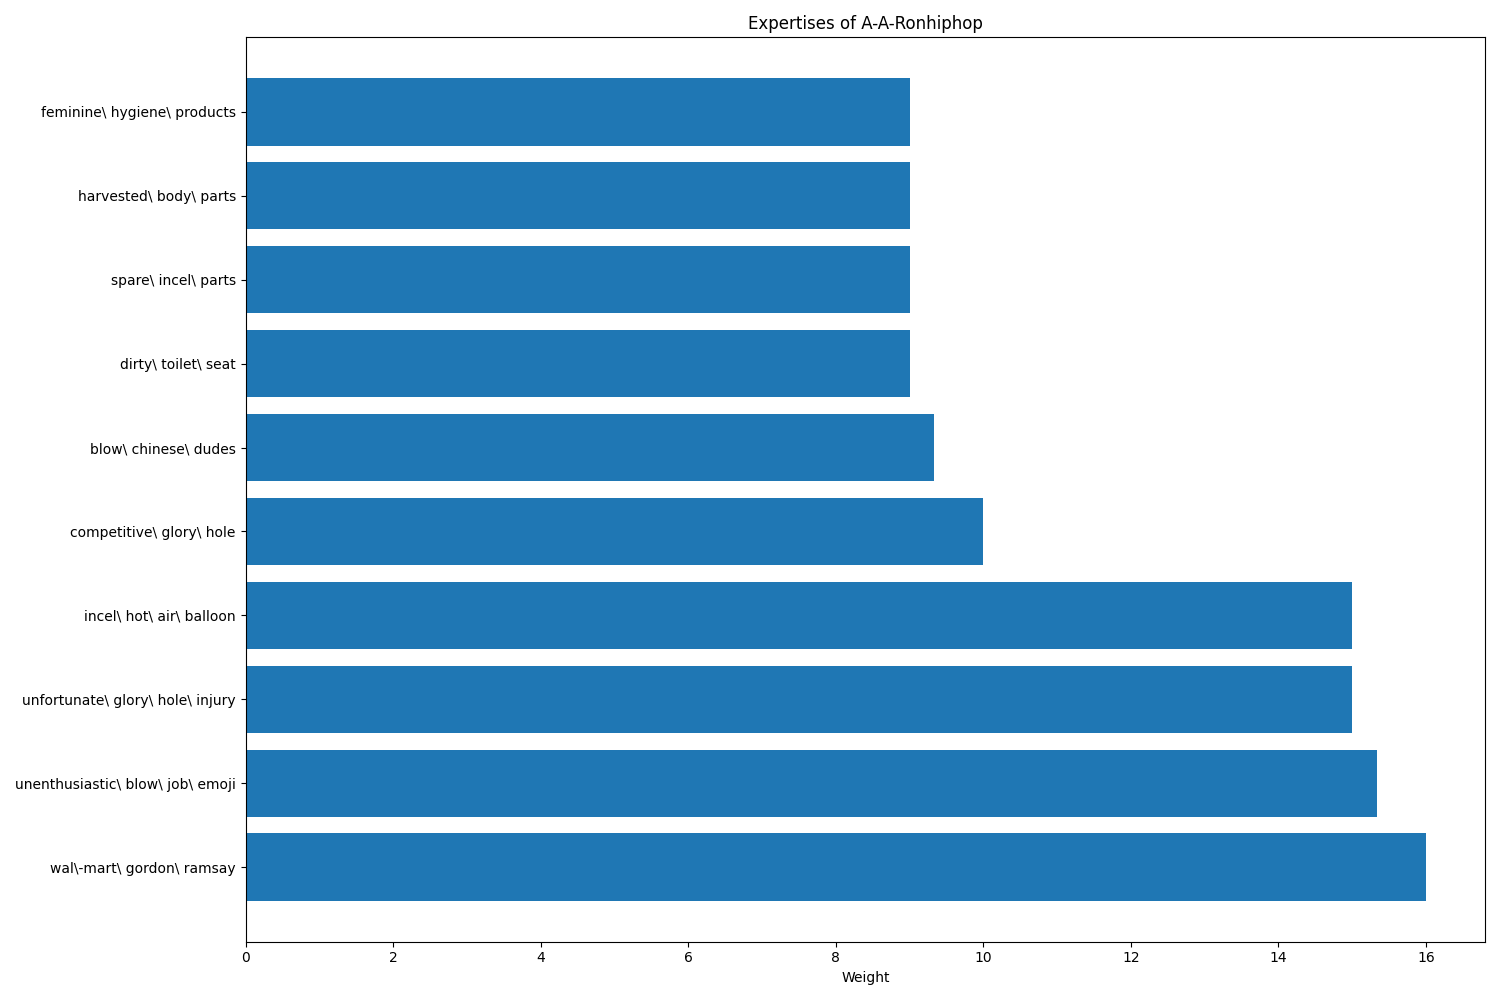 Expertises of A-A-Ronhiphop
feminine\ hygiene\ products
harvested\ body\ parts
spare\ incel\ parts
dirty\ toilet\ seat
blow\ chinese\ dudes
competitive\ glory\ hole
incel\ hot\ air\ balloon
unfortunate\ glory\ hole\ injury
unenthusiastic\ blow\ job\ emoji
wal\-mart\ gordon\ ramsay
0 2 4 6 8 10 12 14 16
Weight